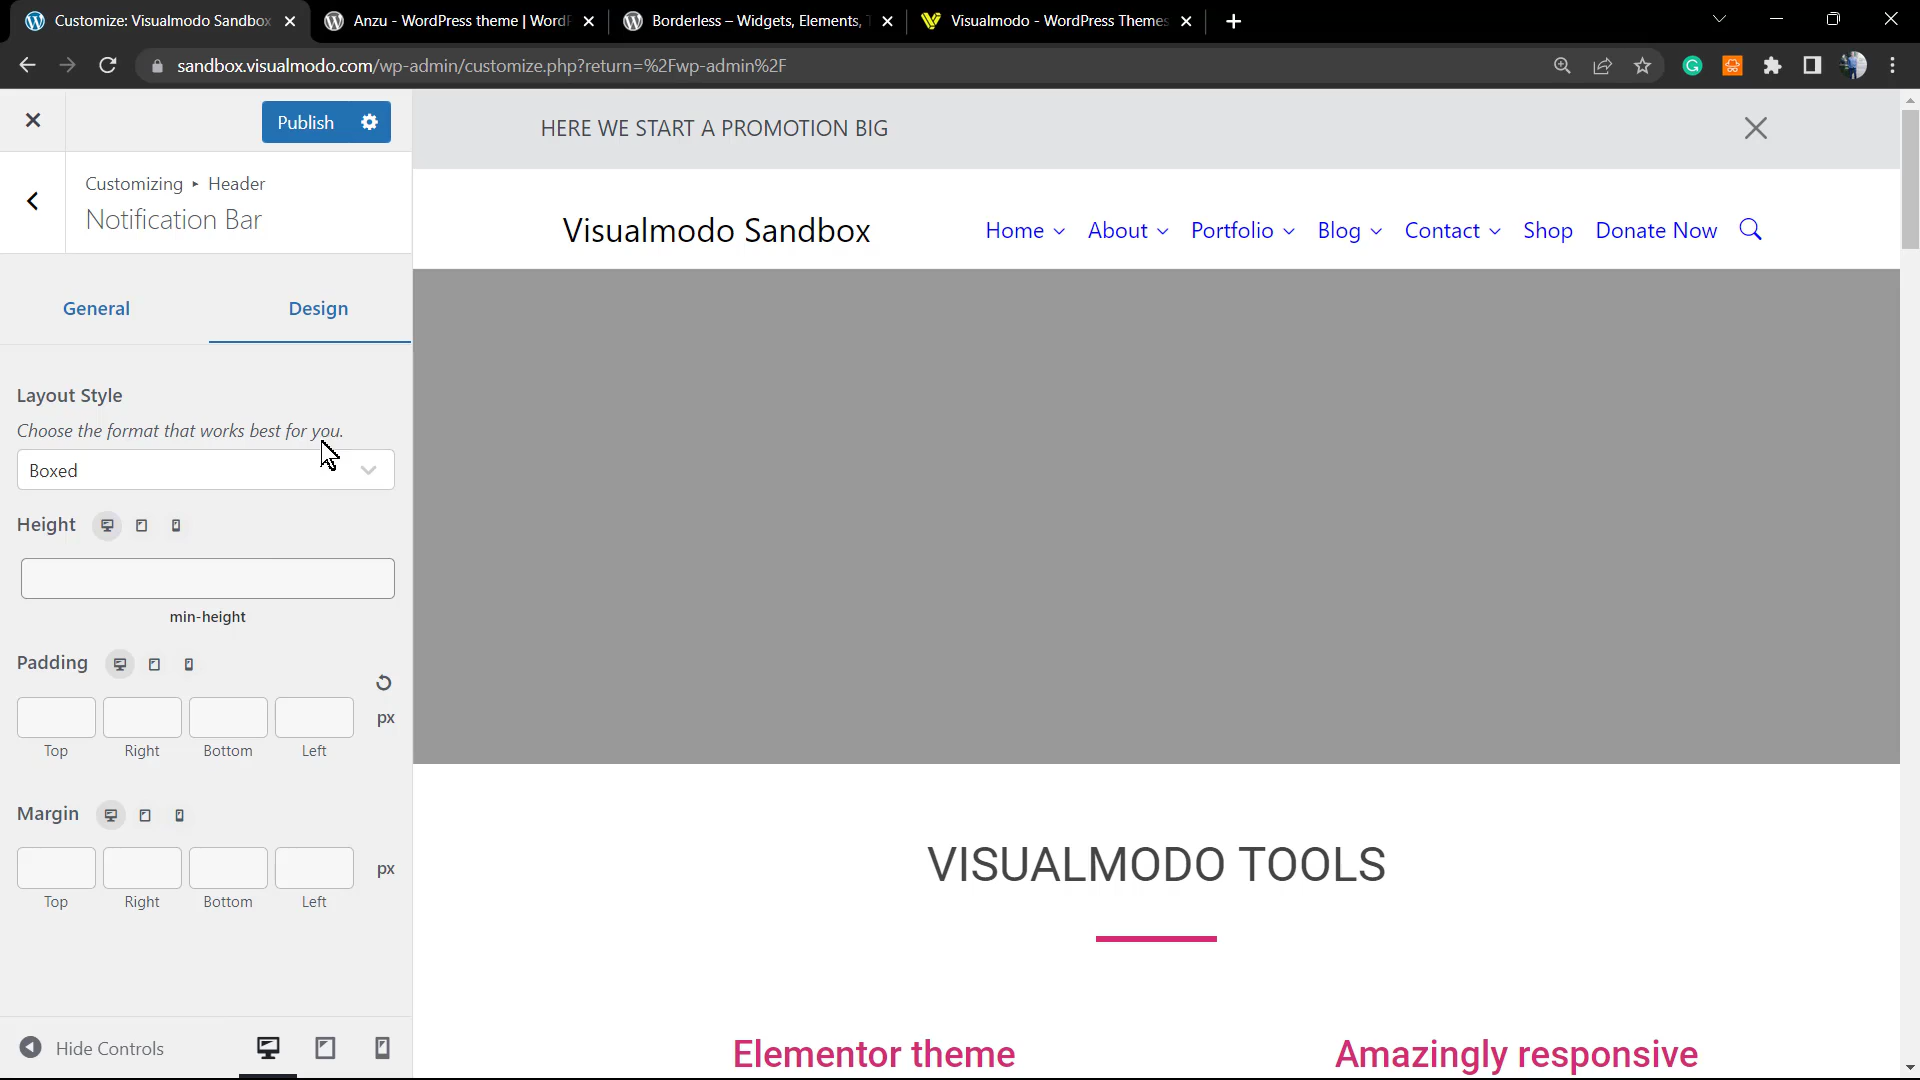 Customize: Visualmodo Sandbox
Anzu - WordPress theme | Word
Borderless – Widgets, Elements,
Visualmodo - WordPress Themes
sandbox.visualmodo.com/wp-admin/customize.php?return=%2Fwp-admin%2F
Publish
Customizing ▸ Header
Notification Bar
General
Design
Layout Style
Choose the format that works best for you.
Boxed
Height
min-height
Padding
px
Top Right Bottom Left
Margin
px
Top Right Bottom Left
Hide Controls
HERE WE START A PROMOTION BIG
Visualmodo Sandbox
Home About Portfolio Blog Contact Shop Donate Now
VISUALMODO TOOLS
Elementor theme
Amazingly responsive